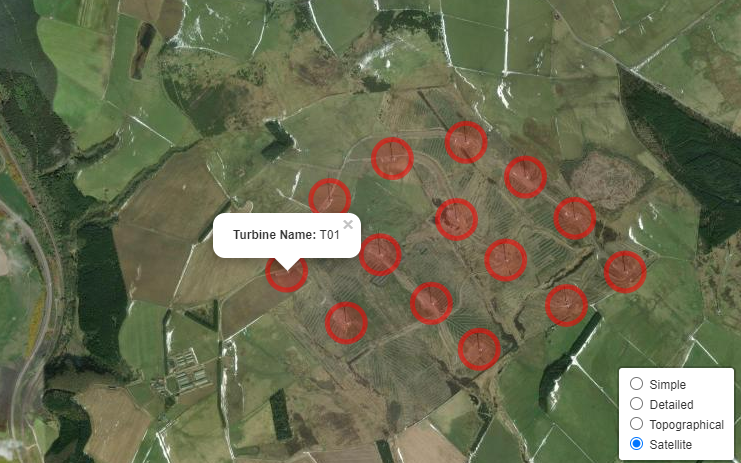 Turbine Name: T01 ×
Simple
Detailed
Topographical
Satellite